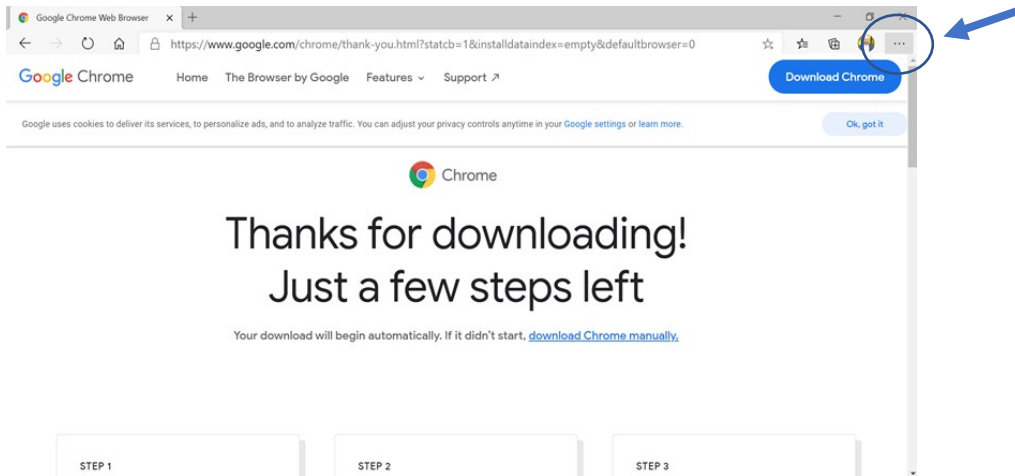 Google Chrome Web Browser
https://www.google.com/chrome/thank-you.html?statcb=1&installdataindex=empty&defaultbrowser=0
Google Chrome Home The Browser by Google Features Support Download Chrome
Google uses cookies to deliver its services, to personalize ads, and to analyze traffic. You can adjust your privacy controls anytime in your Google settings or learn more. Ok, got it
Chrome
Thanks for downloading!
Just a few steps left
Your download will begin automatically. If it didn't start, download Chrome manually.
STEP 1 STEP 2 STEP 3